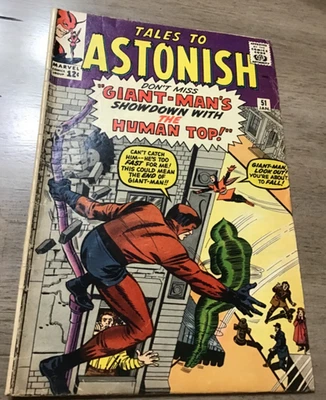 TALES TO
ASTONISH
MARVEL
12¢
51
JAN
DON'T MISS
"GIANT-MAN'S
SHOWDOWN WITH
THE
HUMAN TOP!"
CAN'T CATCH
HIM--HE'S TOO
FAST FOR ME!
THIS COULD MEAN
THE END OF
GIANT-MAN!!
GIANT-MAN,
LOOK OUT!
YOU'RE ABOUT
TO FALL!